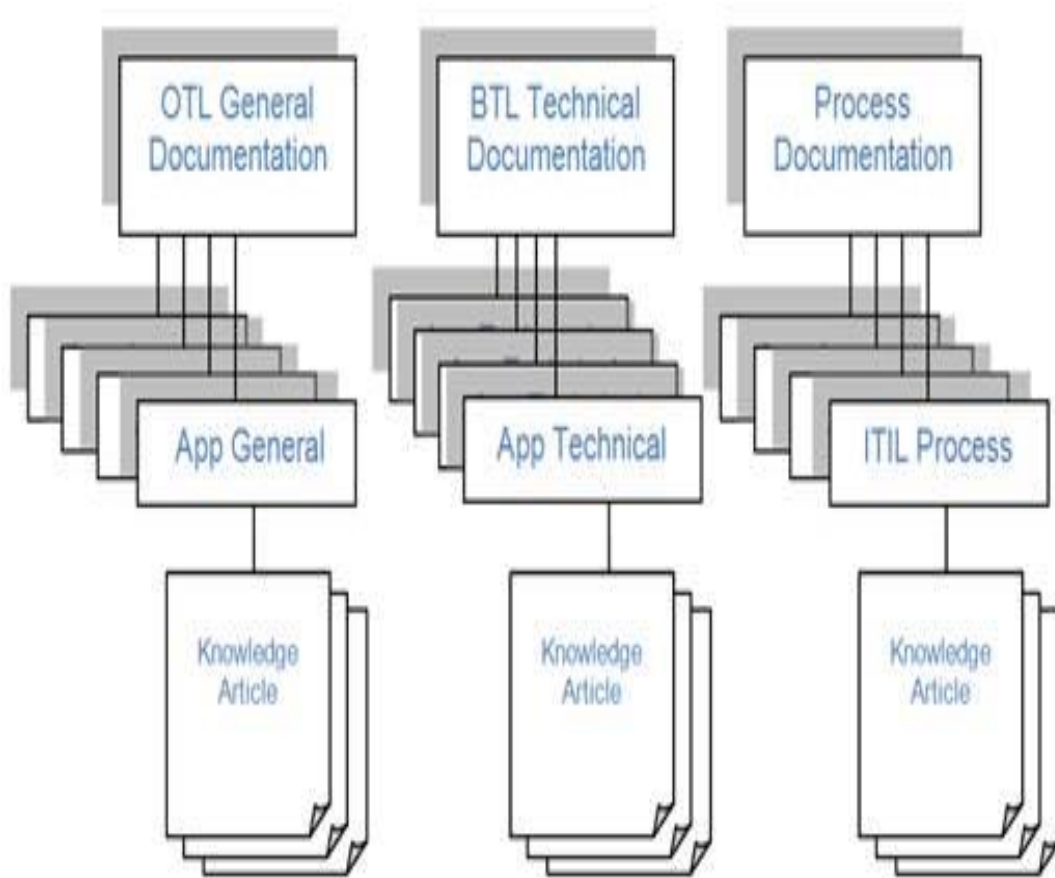 OTL General
Documentation
BTL Technical
Documentation
Process
Documentation
App General
App Technical
ITIL Process
Knowledge
Article
Knowledge
Article
Knowledge
Article